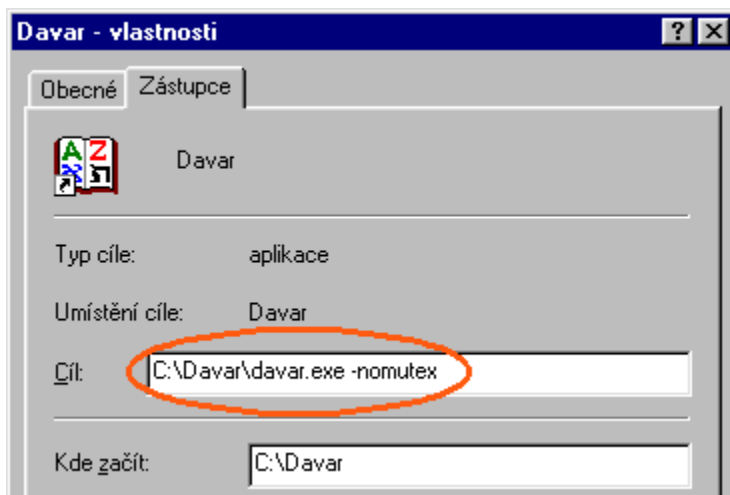 Davar - vlastnosti
Obecné Zástupce
Davar
Typ cíle: aplikace
Umístění cíle: Davar
Cíl: C:\Davar\davar.exe -nomutex
Kde začít: C:\Davar